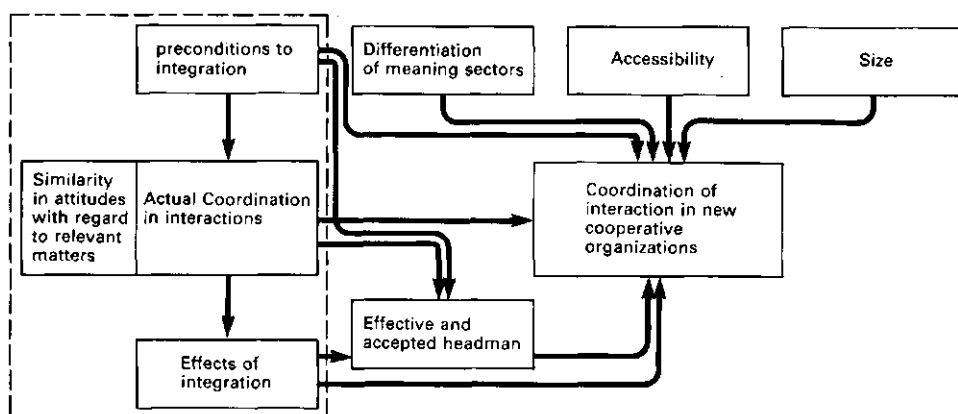 preconditions to
integration
Differentiation
of meaning sectors
Accessibility
Size
Similarity
in attitudes
with regard
to relevant
matters
Actual Coordination
in interactions
Coordination of
interaction in new
cooperative
organizations
Effective and
accepted headman
Effects of
integration